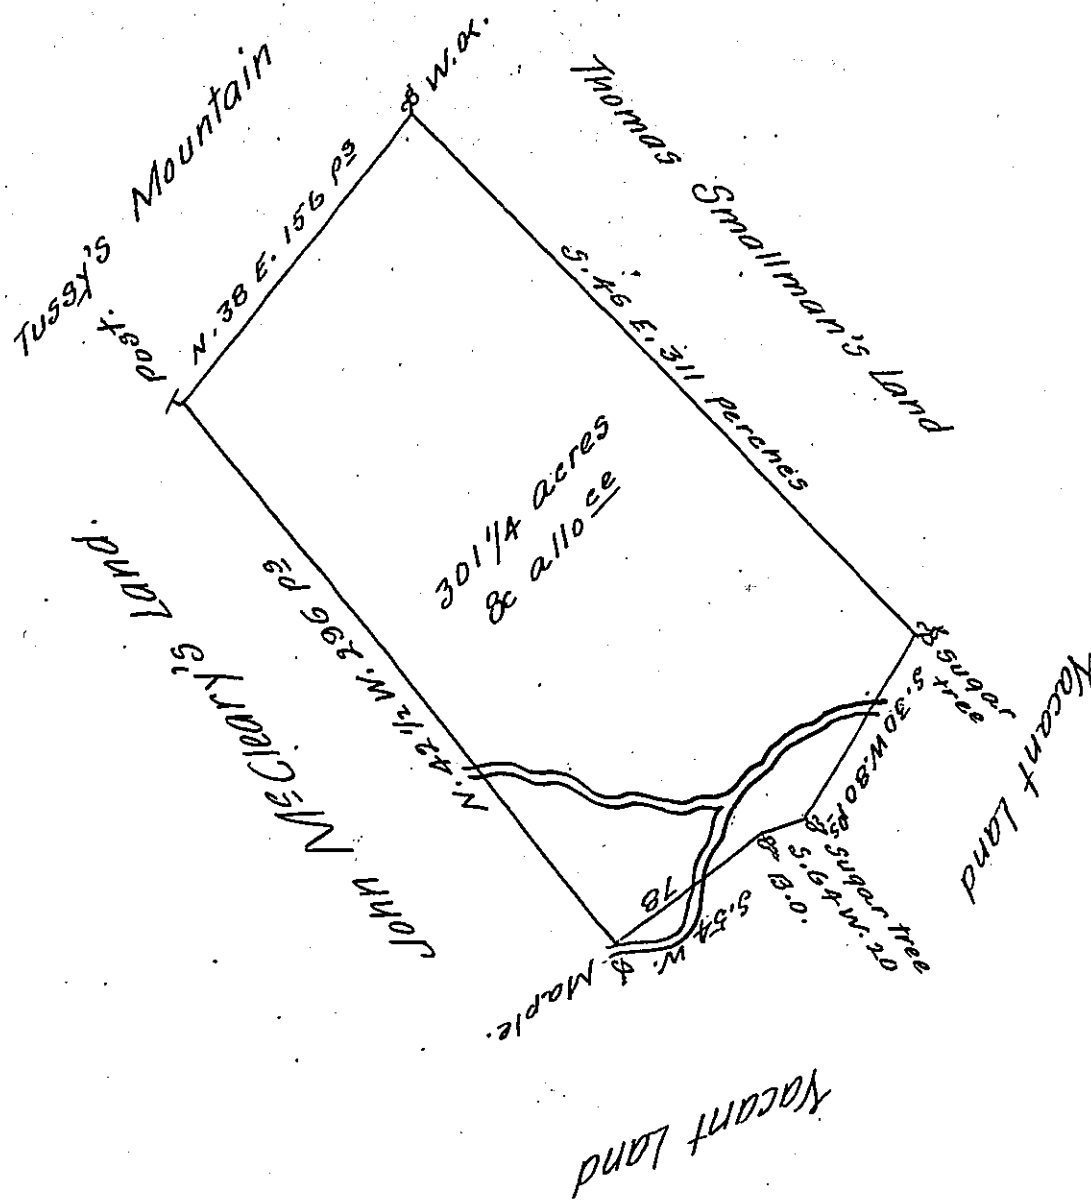 Tussy's Mountain
W.O.
Thomas Smallman's Land
Post.
N. 38 E. 156 Ps
S. 46 E. 311 Perches
301 1/4 acres
& alloce
N. 42 1/2 W. 296 Ps
John McCleary's Land.
Sugar
tree
S. 30 W. 80 Ps
Vacant Land
Sugar tree
S. 64 W. 20
B.O.
S. 54 W.
78
Maple.
Vacant Land